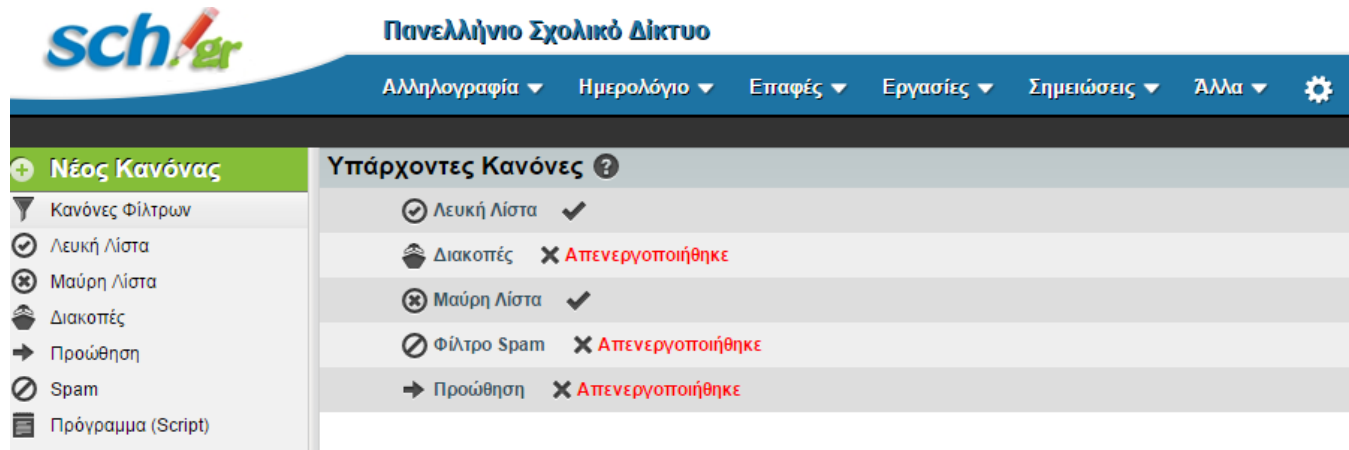 sch.gr
Πανελλήνιο Σχολικό Δίκτυο
Αλληλογραφία Ημερολόγιο Επαφές Εργασίες Σημειώσεις Άλλα
Νέος Κανόνας
Κανόνες Φίλτρων
Λευκή Λίστα
Μαύρη Λίστα
Διακοπές
Προώθηση
Spam
Πρόγραμμα (Script)
Υπάρχοντες Κανόνες
Λευκή Λίστα
Διακοπές Απενεργοποιήθηκε
Μαύρη Λίστα
Φίλτρο Spam Απενεργοποιήθηκε
Προώθηση Απενεργοποιήθηκε